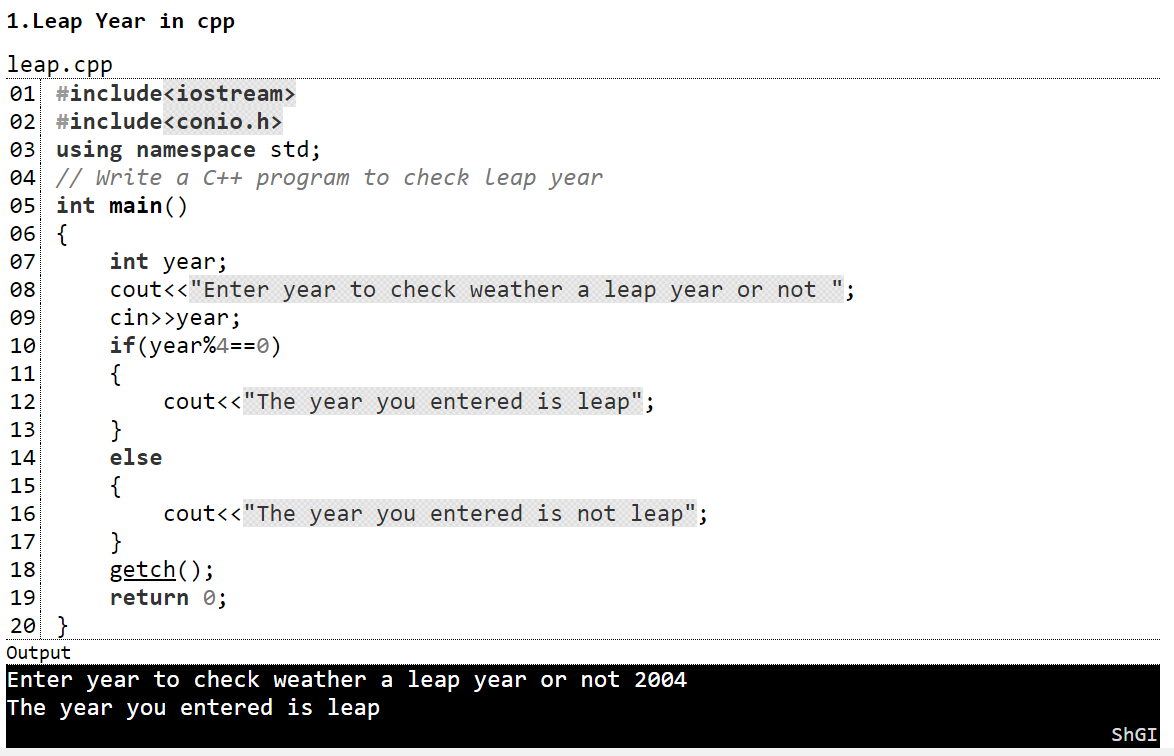 1.Leap Year in cpp
leap.cpp
01 #include<iostream>
02 #include<conio.h>
03 using namespace std;
04 // Write a C++ program to check leap year
05 int main()
06 {
07     int year;
08     cout<<"Enter year to check weather a leap year or not ";
09     cin>>year;
10     if(year%4==0)
11     {
12         cout<<"The year you entered is leap";
13     }
14     else
15     {
16         cout<<"The year you entered is not leap";
17     }
18     getch();
19     return 0;
20 }
Output
Enter year to check weather a leap year or not 2004
The year you entered is leap
ShGI